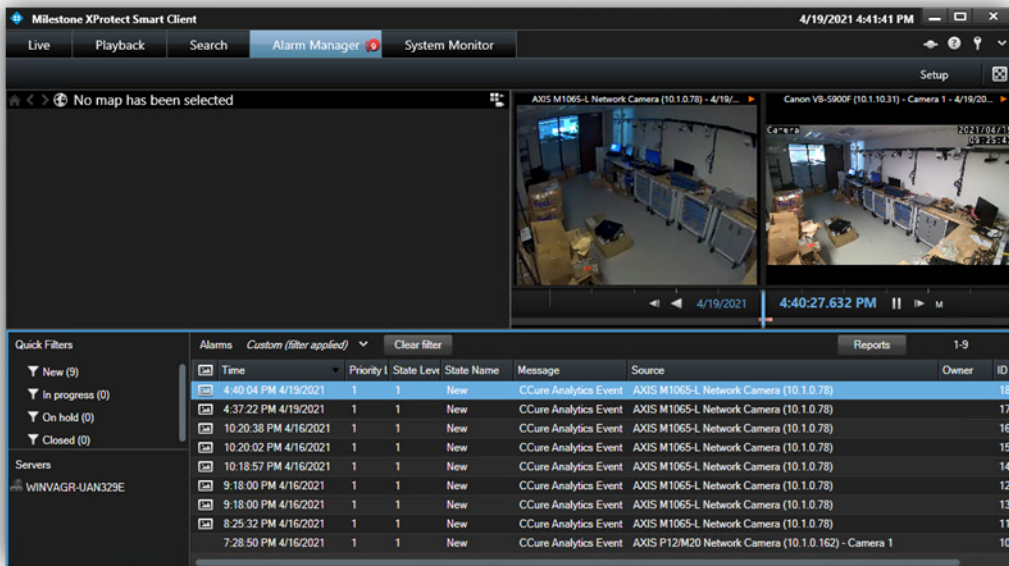 Milestone XProtect Smart Client
4/19/2021 4:41:41 PM
Live Playback Search Alarm Manager 9 System Monitor
Setup
No map has been selected
AXIS M1065-L Network Camera (10.1.0.78) - 4/19/...
Canon VB-S900F (10.1.10.31) - Camera 1 - 4/19/20...
Camera
4/19/2021 4:40:27.632 PM M
Quick Filters
New (9)
In progress (0)
On hold (0)
Closed (0)
Servers
WINVAGR-UAN329E
Alarms Custom (filter applied) Clear filter Reports 1-9
Time Priority L State Leve State Name Message Source Owner ID
4:40:04 PM 4/19/2021 1 1 New CCure Analytics Event AXIS M1065-L Network Camera (10.1.0.78) 18
4:37:22 PM 4/19/2021 1 1 New CCure Analytics Event AXIS M1065-L Network Camera (10.1.0.78) 17
10:20:38 PM 4/16/2021 1 1 New CCure Analytics Event AXIS M1065-L Network Camera (10.1.0.78) 16
10:20:02 PM 4/16/2021 1 1 New CCure Analytics Event AXIS M1065-L Network Camera (10.1.0.78) 15
10:18:57 PM 4/16/2021 1 1 New CCure Analytics Event AXIS M1065-L Network Camera (10.1.0.78) 14
9:18:00 PM 4/16/2021 1 1 New CCure Analytics Event AXIS M1065-L Network Camera (10.1.0.78) 12
9:18:00 PM 4/16/2021 1 1 New CCure Analytics Event AXIS M1065-L Network Camera (10.1.0.78) 13
8:25:32 PM 4/16/2021 1 1 New CCure Analytics Event AXIS M1065-L Network Camera (10.1.0.78) 11
7:28:50 PM 4/16/2021 1 1 New CCure Analytics Event AXIS P12/M20 Network Camera (10.1.0.162) - Camera 1 10